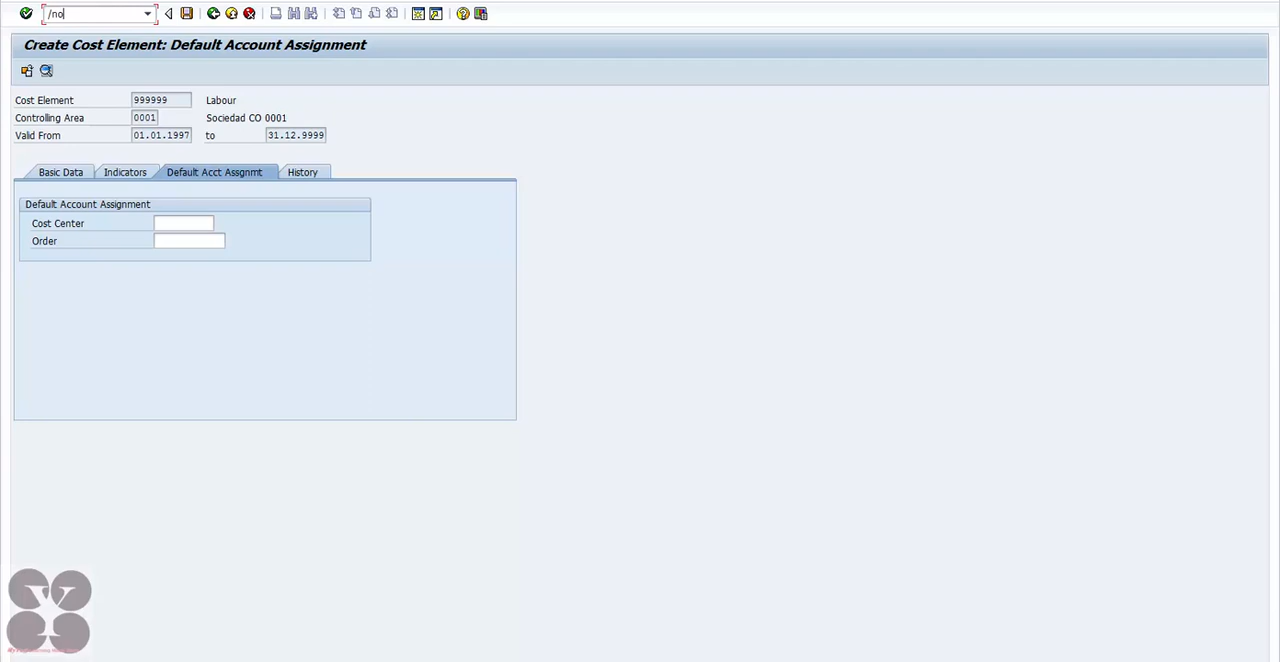 /no
Create Cost Element: Default Account Assignment
Cost Element 999999 Labour
Controlling Area 0001 Sociedad CO 0001
Valid From 01.01.1997 to 31.12.9999
Basic Data Indicators Default Acct Assgnmt History
Default Account Assignment
Cost Center
Order